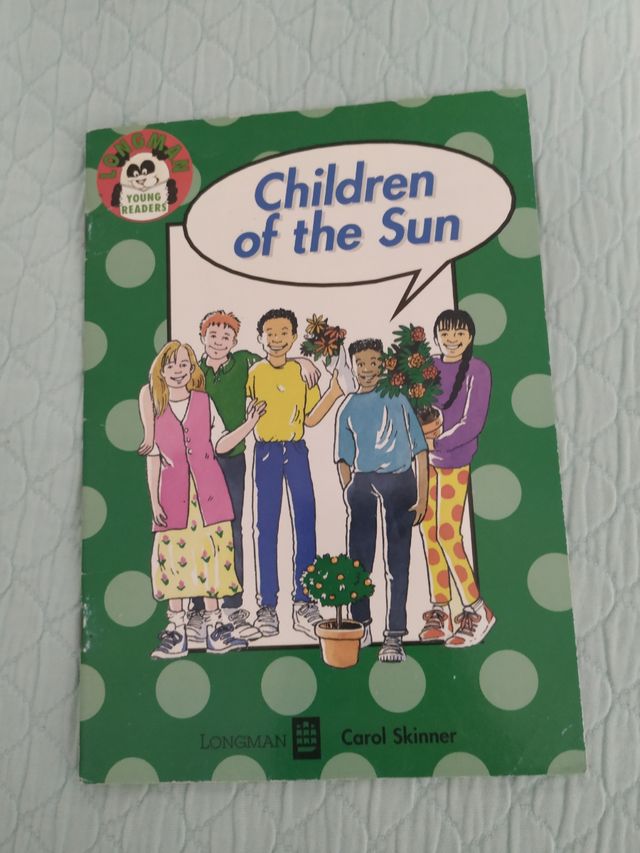 LONGMAN
YOUNG
READERS
Children
of the Sun
LONGMAN
Carol Skinner